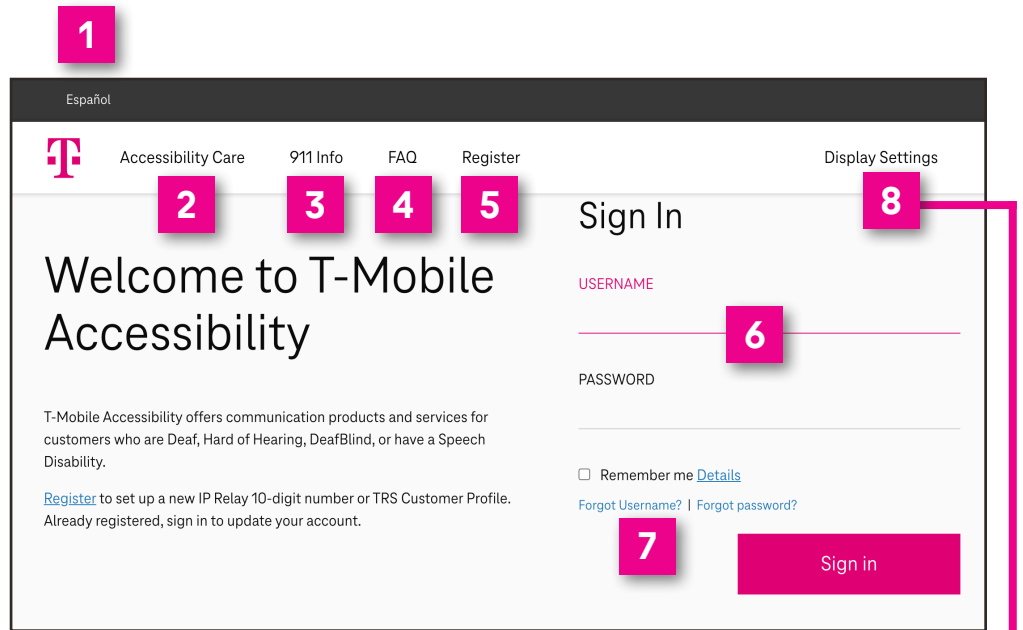 1
Español
T Accessibility Care 911 Info FAQ Register Display Settings
2 3 4 5 8
Sign In
Welcome to T-Mobile
Accessibility
USERNAME
6
PASSWORD
T-Mobile Accessibility offers communication products and services for
customers who are Deaf, Hard of Hearing, DeafBlind, or have a Speech
Disability.
Register to set up a new IP Relay 10-digit number or TRS Customer Profile.
Already registered, sign in to update your account.
Remember me Details
Forgot Username? | Forgot password?
7
Sign in